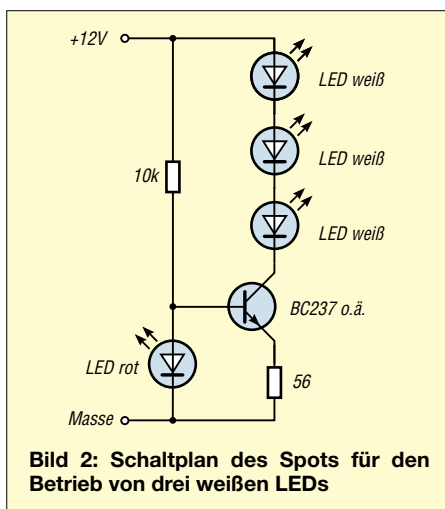 +12V
LED weiß
LED weiß
10k
LED weiß
BC237 o.ä.
LED rot
56
Masse
Bild 2: Schaltplan des Spots für den
Betrieb von drei weißen LEDs